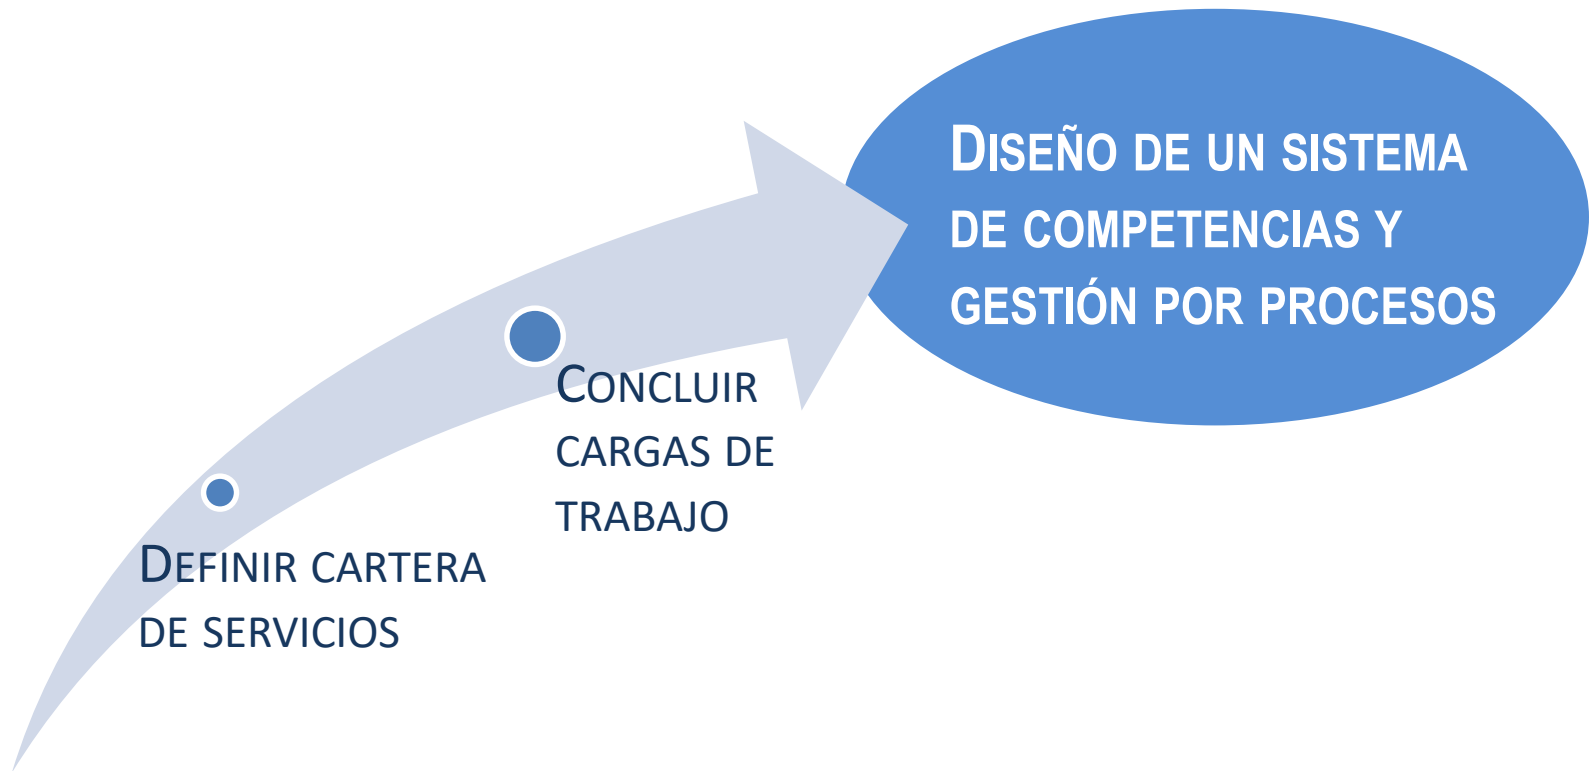 DISEÑO DE UN SISTEMA
DE COMPETENCIAS Y
GESTIÓN POR PROCESOS
CONCLUIR
CARGAS DE
TRABAJO
DEFINIR CARTERA
DE SERVICIOS